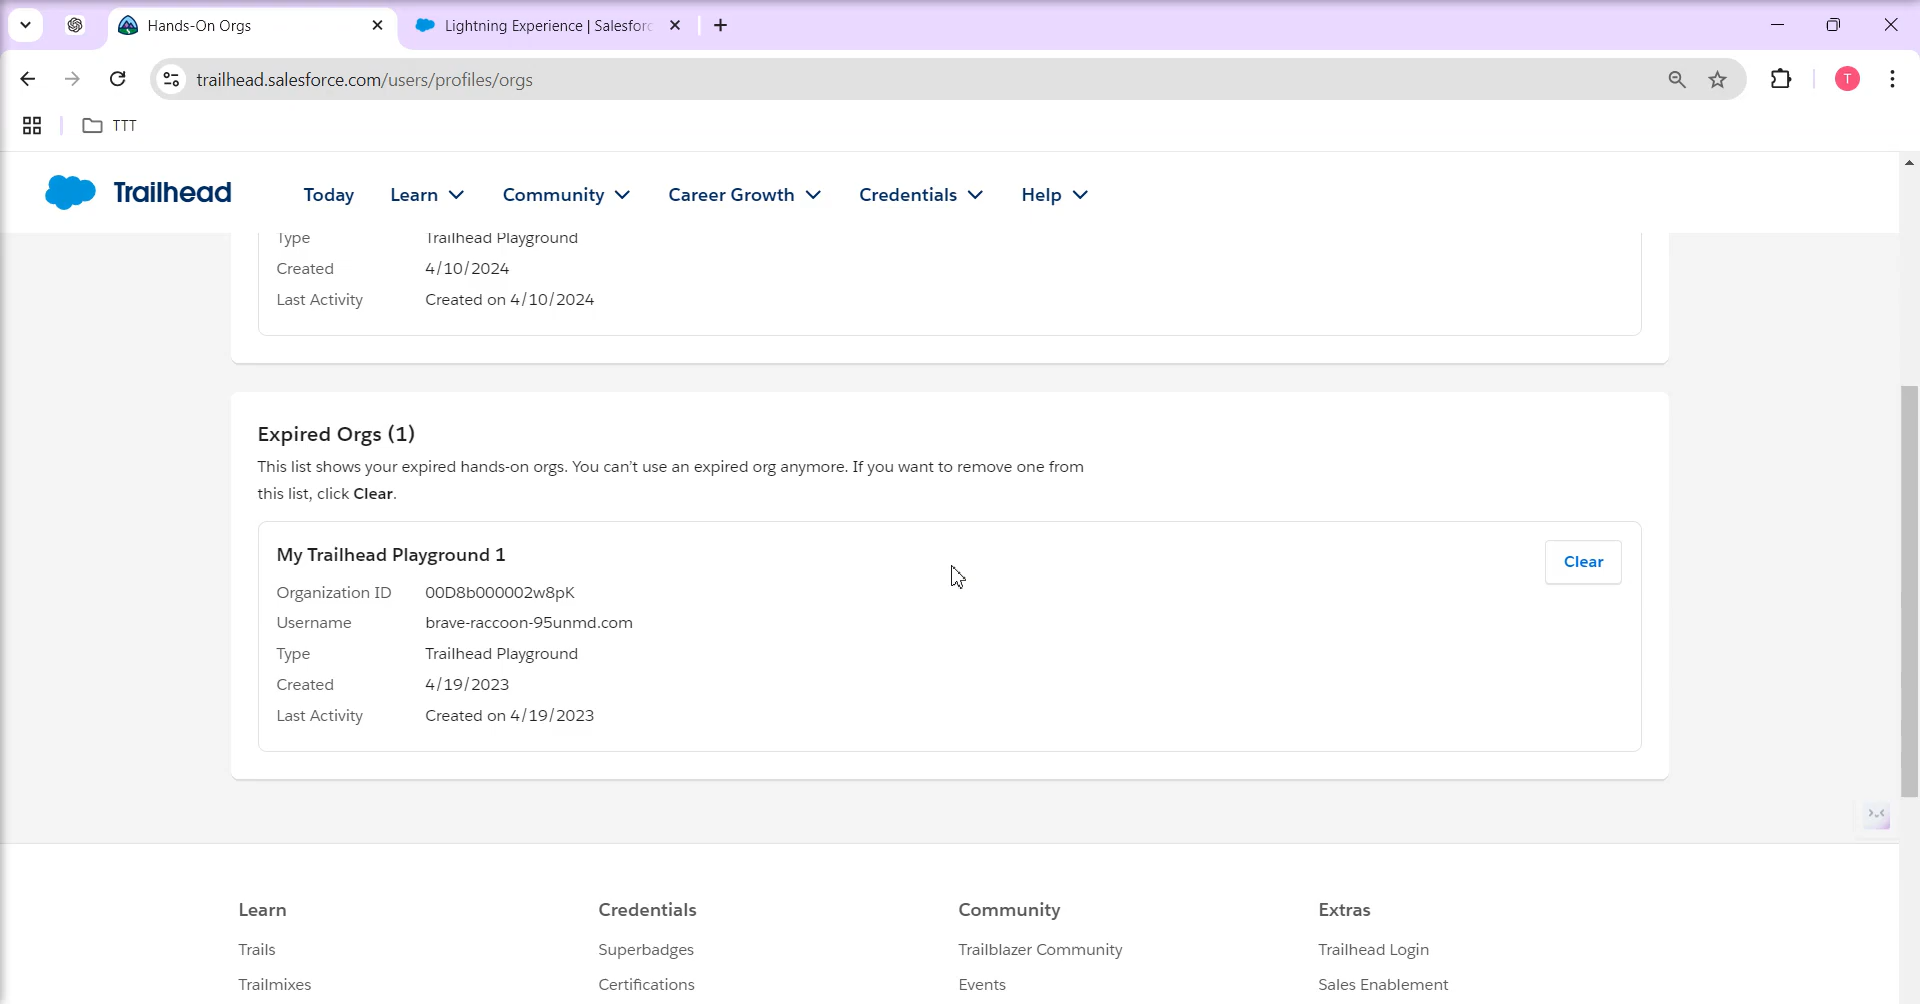 Hands-On Orgs
Lightning Experience | Salesforc
trailhead.salesforce.com/users/profiles/orgs
T
TTT
Trailhead
Today
Learn
Community
Career Growth
Credentials
Help
Type Trailhead Playground
Created 4/10/2024
Last Activity Created on 4/10/2024
Expired Orgs (1)
This list shows your expired hands-on orgs. You can't use an expired org anymore. If you want to remove one from
this list, click Clear.
My Trailhead Playground 1
Clear
Organization ID 00D8b000002w8pK
Username brave-raccoon-95unmd.com
Type Trailhead Playground
Created 4/19/2023
Last Activity Created on 4/19/2023
Learn Credentials Community Extras
Trails Superbadges Trailblazer Community Trailhead Login
Trailmixes Certifications Events Sales Enablement